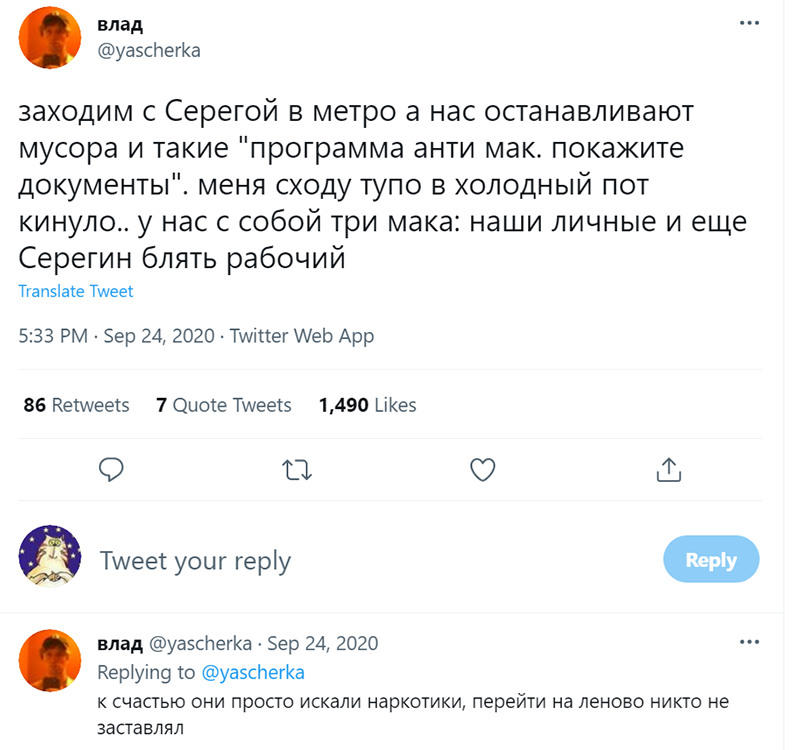 влад
@yascherka
заходим с Серегой в метро а нас останавливают
мусора и такие "программа анти мак. покажите
документы". меня сходу тупо в холодный пот
кинуло.. у нас с собой три мака: наши личные и еще
Серегин блять рабочий
Translate Tweet
5:33 PM · Sep 24, 2020 · Twitter Web App
86 Retweets 7 Quote Tweets 1,490 Likes
Tweet your reply
Reply
влад @yascherka · Sep 24, 2020
Replying to @yascherka
к счастью они просто искали наркотики, перейти на леново никто не
заставлял